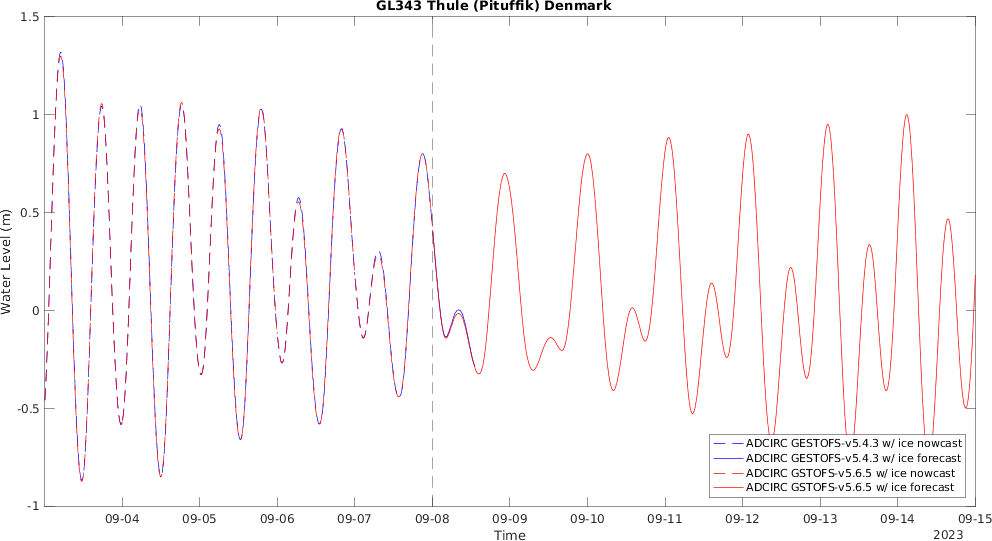 GL343 Thule (Pituffik) Denmark
1.5
1
0.5
0
-0.5
-1
Water Level (m)
09-04 09-05 09-06 09-07 09-08 09-09 09-10 09-11 09-12 09-13 09-14 09-15
Time
2023
ADCIRC GESTOFS-v5.4.3 w/ ice nowcast
ADCIRC GESTOFS-v5.4.3 w/ ice forecast
ADCIRC GSTOFS-v5.6.5 w/ ice nowcast
ADCIRC GSTOFS-v5.6.5 w/ ice forecast